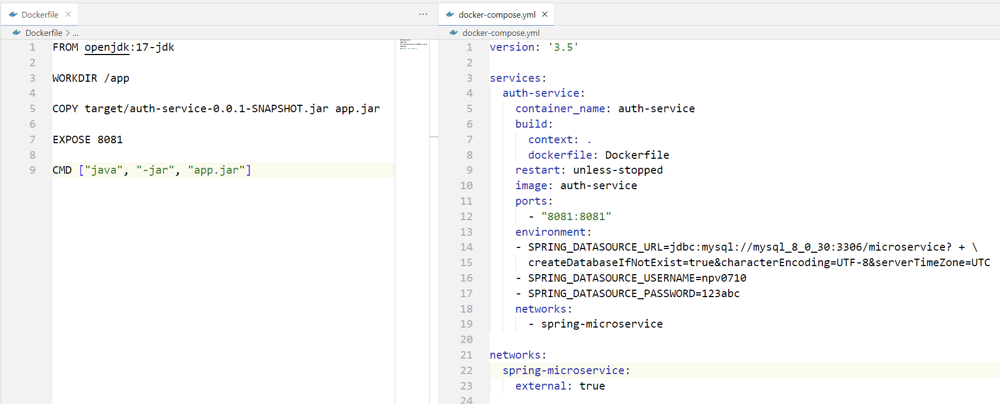 Dockerfile
Dockerfile > ...
1 FROM openjdk:17-jdk
2
3 WORKDIR /app
4
5 COPY target/auth-service-0.0.1-SNAPSHOT.jar app.jar
6
7 EXPOSE 8081
8
9 CMD ["java", "-jar", "app.jar"]
docker-compose.yml
docker-compose.yml
1 version: '3.5'
2
3 services:
4   auth-service:
5     container_name: auth-service
6     build:
7       context: .
8       dockerfile: Dockerfile
9     restart: unless-stopped
10     image: auth-service
11     ports:
12       - "8081:8081"
13     environment:
14     - SPRING_DATASOURCE_URL=jdbc:mysql://mysql_8_0_30:3306/microservice? + \
15       createDatabaseIfNotExist=true&characterEncoding=UTF-8&serverTimeZone=UTC
16     - SPRING_DATASOURCE_USERNAME=npv0710
17     - SPRING_DATASOURCE_PASSWORD=123abc
18     networks:
19       - spring-microservice
20
21 networks:
22   spring-microservice:
23     external: true
24